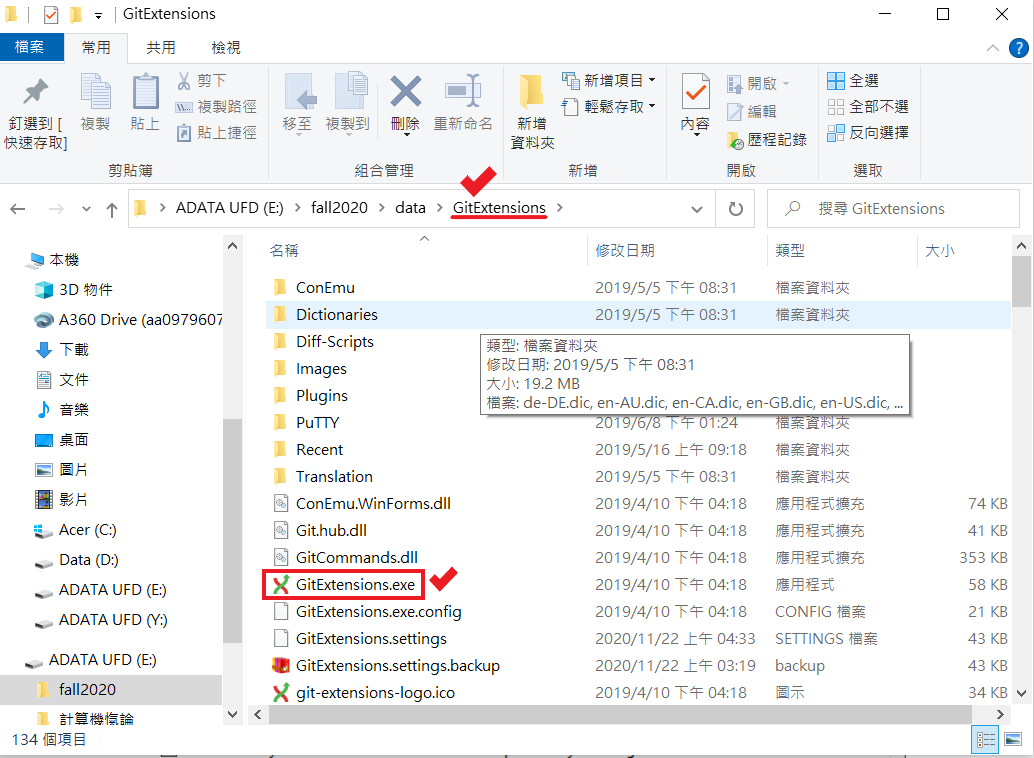 GitExtensions
檔案 常用 共用 檢視
釘選到 [快速存取] 複製 貼上 剪下 複製路徑 貼上捷徑
移至 複製到 刪除 重新命名
新增資料夾 新增項目 輕鬆存取
內容 開啟 編輯 歷程記錄
全選 全部不選 反向選擇
剪貼簿 組合管理 新增 開啟 選取
ADATA UFD (E:) > fall2020 > data > GitExtensions >
搜尋 GitExtensions
本機
3D 物件
A360 Drive (aa0979607
下載
文件
音樂
桌面
圖片
影片
Acer (C:)
Data (D:)
ADATA UFD (E:)
ADATA UFD (Y:)
ADATA UFD (E:)
fall2020
名稱 修改日期 類型 大小
ConEmu 2019/5/5 下午 08:31 檔案資料夾
Dictionaries 2019/5/5 下午 08:31 檔案資料夾
Diff-Scripts
Images
Plugins
PuTTY 2019/6/8 下午 01:24 檔案資料夾
Recent 2019/5/16 上午 09:18 檔案資料夾
Translation 2019/5/5 下午 08:31 檔案資料夾
ConEmu.WinForms.dll 2019/4/10 下午 04:18 應用程式擴充 74 KB
Git.hub.dll 2019/4/10 下午 04:18 應用程式擴充 41 KB
GitCommands.dll 2019/4/10 下午 04:18 應用程式擴充 353 KB
GitExtensions.exe 2019/4/10 下午 04:18 應用程式 58 KB
GitExtensions.exe.config 2019/4/10 下午 04:18 CONFIG 檔案 21 KB
GitExtensions.settings 2020/11/22 上午 04:33 SETTINGS 檔案 43 KB
GitExtensions.settings.backup 2020/11/22 上午 03:19 backup 43 KB
git-extensions-logo.ico 2019/4/10 下午 04:18 圖示 34 KB
類型: 檔案資料夾
修改日期: 2019/5/5 下午 08:31
大小: 19.2 MB
檔案: de-DE.dic, en-AU.dic, en-CA.dic, en-GB.dic, en-US.dic, ...
134 個項目